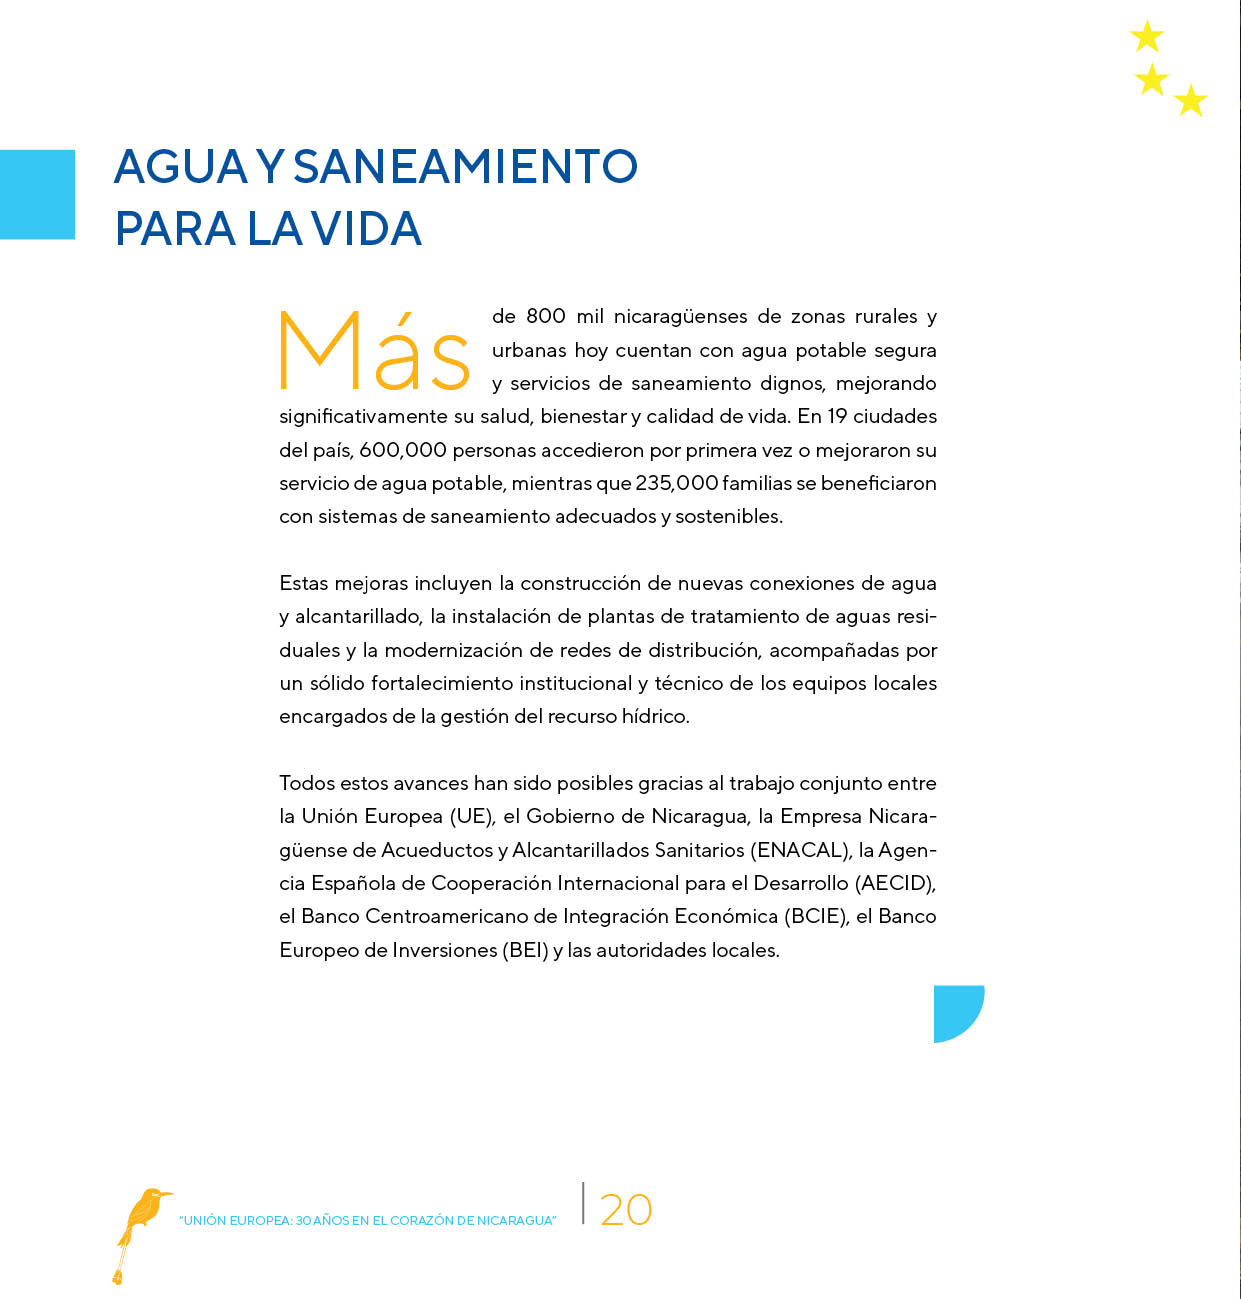 AGUA Y SANEAMIENTO
PARA LA VIDA
Más de 800 mil nicaragüenses de zonas rurales y
urbanas hoy cuentan con agua potable segura
y servicios de saneamiento dignos, mejorando
significativamente su salud, bienestar y calidad de vida. En 19 ciudades
del país, 600,000 personas accedieron por primera vez o mejoraron su
servicio de agua potable, mientras que 235,000 familias se beneficiaron
con sistemas de saneamiento adecuados y sostenibles.
Estas mejoras incluyen la construcción de nuevas conexiones de agua
y alcantarillado, la instalación de plantas de tratamiento de aguas resi-
duales y la modernización de redes de distribución, acompañadas por
un sólido fortalecimiento institucional y técnico de los equipos locales
encargados de la gestión del recurso hídrico.
Todos estos avances han sido posibles gracias al trabajo conjunto entre
la Unión Europea (UE), el Gobierno de Nicaragua, la Empresa Nicara-
güense de Acueductos y Alcantarillados Sanitarios (ENACAL), la Agen-
cia Española de Cooperación Internacional para el Desarrollo (AECID),
el Banco Centroamericano de Integración Económica (BCIE), el Banco
Europeo de Inversiones (BEI) y las autoridades locales.
"UNIÓN EUROPEA: 30 AÑOS EN EL CORAZÓN DE NICARAGUA"
20